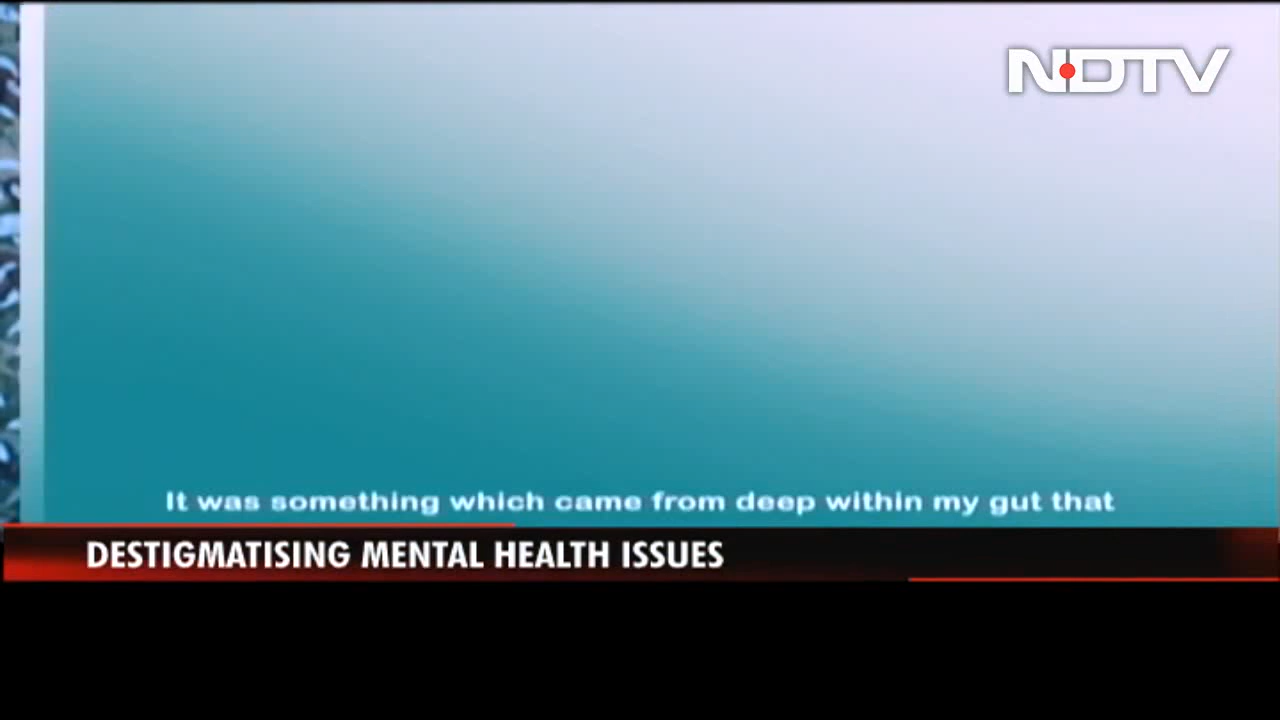 NDTV
It was something which came from deep within my gut that
DESTIGMATISING MENTAL HEALTH ISSUES